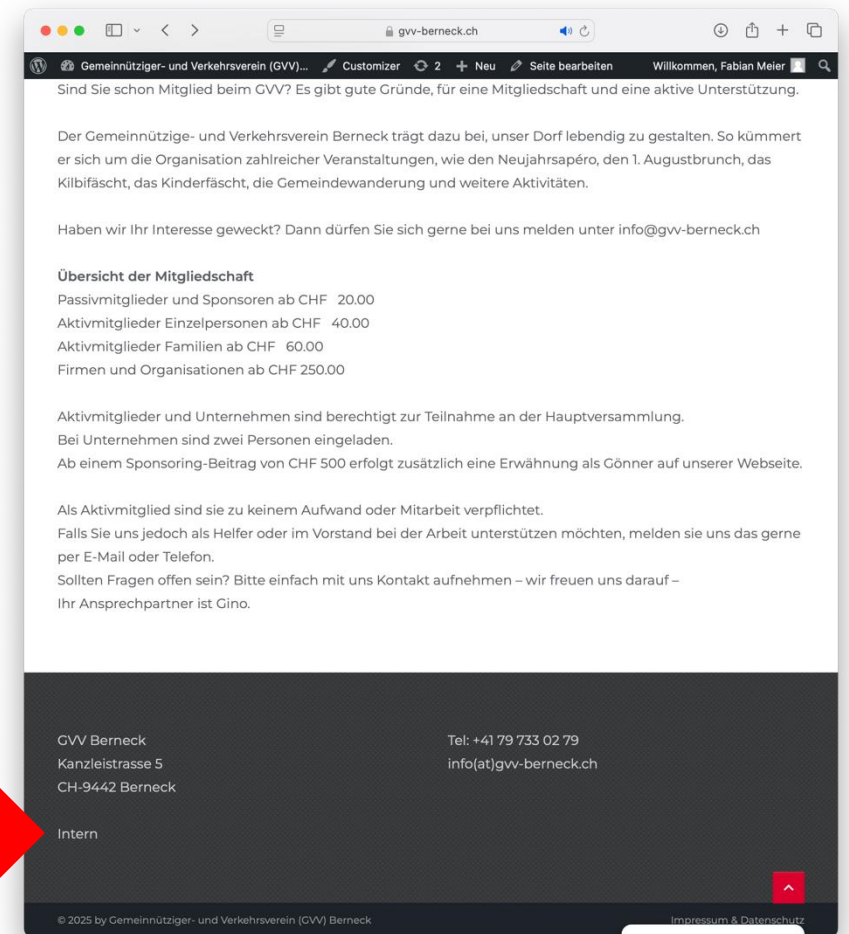 gvv-berneck.ch
Gemeinnütziger- und Verkehrsverein (GVV)... Customizer 2 Neu Seite bearbeiten Willkommen, Fabian Meier
Sind Sie schon Mitglied beim GVV? Es gibt gute Gründe, für eine Mitgliedschaft und eine aktive Unterstützung.
Der Gemeinnützige- und Verkehrsverein Berneck trägt dazu bei, unser Dorf lebendig zu gestalten. So kümmert
er sich um die Organisation zahlreicher Veranstaltungen, wie den Neujahrsapéro, den 1. Augustbrunch, das
Kilbifäscht, das Kinderfäscht, die Gemeindewanderung und weitere Aktivitäten.
Haben wir Ihr Interesse geweckt? Dann dürfen Sie sich gerne bei uns melden unter info@gvv-berneck.ch
Übersicht der Mitgliedschaft
Passivmitglieder und Sponsoren ab CHF 20.00
Aktivmitglieder Einzelpersonen ab CHF 40.00
Aktivmitglieder Familien ab CHF 60.00
Firmen und Organisationen ab CHF 250.00
Aktivmitglieder und Unternehmen sind berechtigt zur Teilnahme an der Hauptversammlung.
Bei Unternehmen sind zwei Personen eingeladen.
Ab einem Sponsoring-Beitrag von CHF 500 erfolgt zusätzlich eine Erwähnung als Gönner auf unserer Webseite.
Als Aktivmitglied sind sie zu keinem Aufwand oder Mitarbeit verpflichtet.
Falls Sie uns jedoch als Helfer oder im Vorstand bei der Arbeit unterstützen möchten, melden sie uns das gerne
per E-Mail oder Telefon.
Sollten Fragen offen sein? Bitte einfach mit uns Kontakt aufnehmen – wir freuen uns darauf –
Ihr Ansprechpartner ist Gino.
GVV Berneck
Kanzleistrasse 5
CH-9442 Berneck
Intern
Tel: +41 79 733 02 79
info(at)gvv-berneck.ch
© 2025 by Gemeinnütziger- und Verkehrsverein (GVV) Berneck
Impressum & Datenschutz